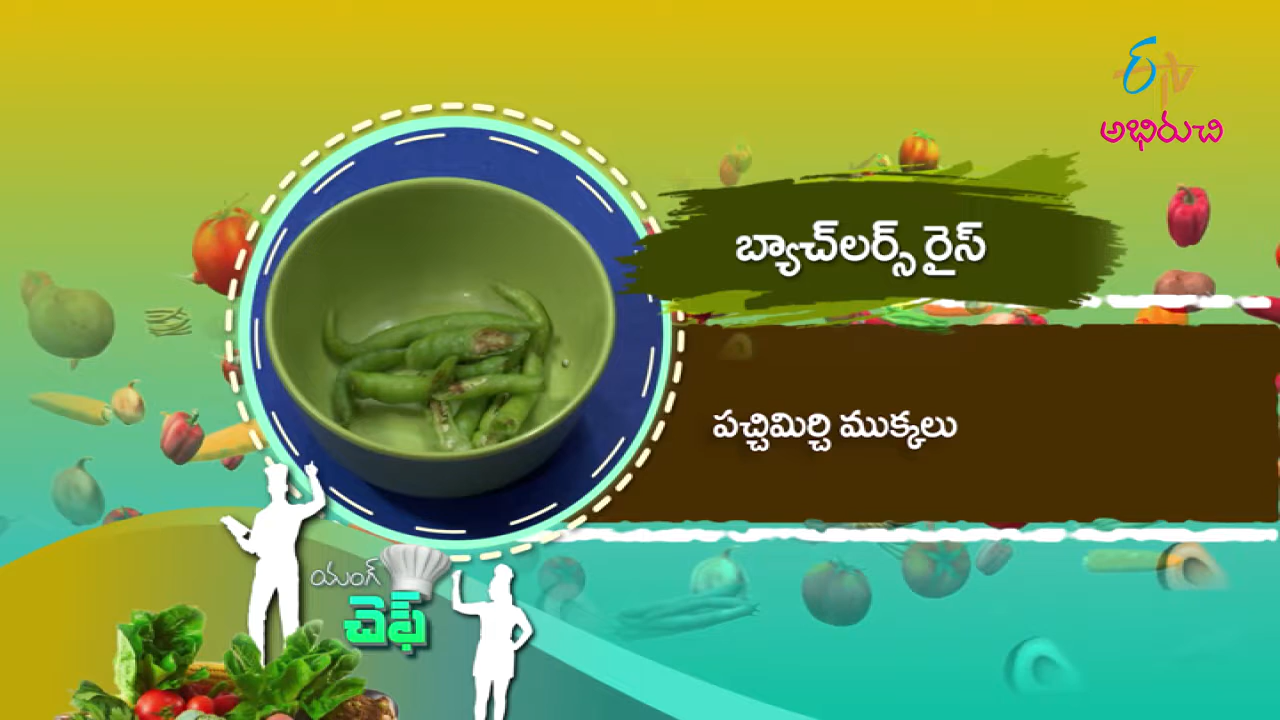 etv
అభిరుచి
బ్యాచ్‌లర్స్ రైస్
పచ్చిమిర్చి ముక్కలు
యంగ్
చెఫ్